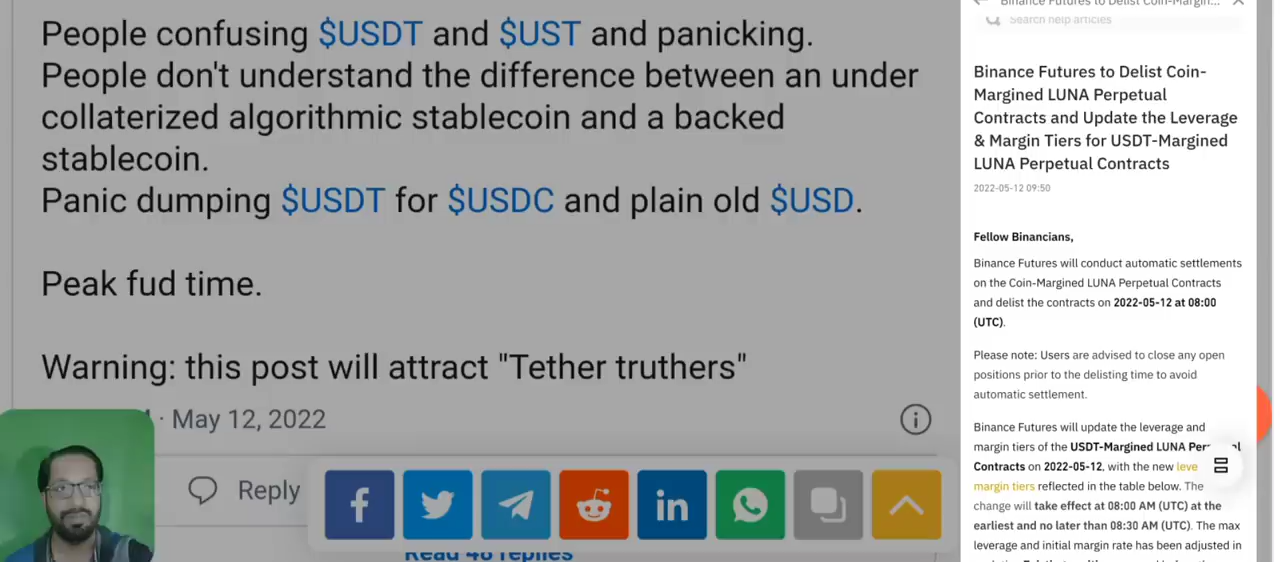 People confusing $USDT and $UST and panicking.
People don't understand the difference between an under
collaterized algorithmic stablecoin and a backed
stablecoin.
Panic dumping $USDT for $USDC and plain old $USD.
Peak fud time.
Warning: this post will attract "Tether truthers"
· May 12, 2022
Reply
Read 48 replies
Binance Futures to Delist Coin-Margin...
Search help articles
Binance Futures to Delist Coin-
Margined LUNA Perpetual
Contracts and Update the Leverage
& Margin Tiers for USDT-Margined
LUNA Perpetual Contracts
2022-05-12 09:50
Fellow Binancians,
Binance Futures will conduct automatic settlements
on the Coin-Margined LUNA Perpetual Contracts
and delist the contracts on 2022-05-12 at 08:00
(UTC).
Please note: Users are advised to close any open
positions prior to the delisting time to avoid
automatic settlement.
Binance Futures will update the leverage and
margin tiers of the USDT-Margined LUNA
Contracts on 2022-05-12, with the new
margin tiers reflected in the table below. The
change will take effect at 08:00 AM (UTC) at the
earliest and no later than 08:30 AM (UTC). The max
leverage and initial margin rate has been adjusted in